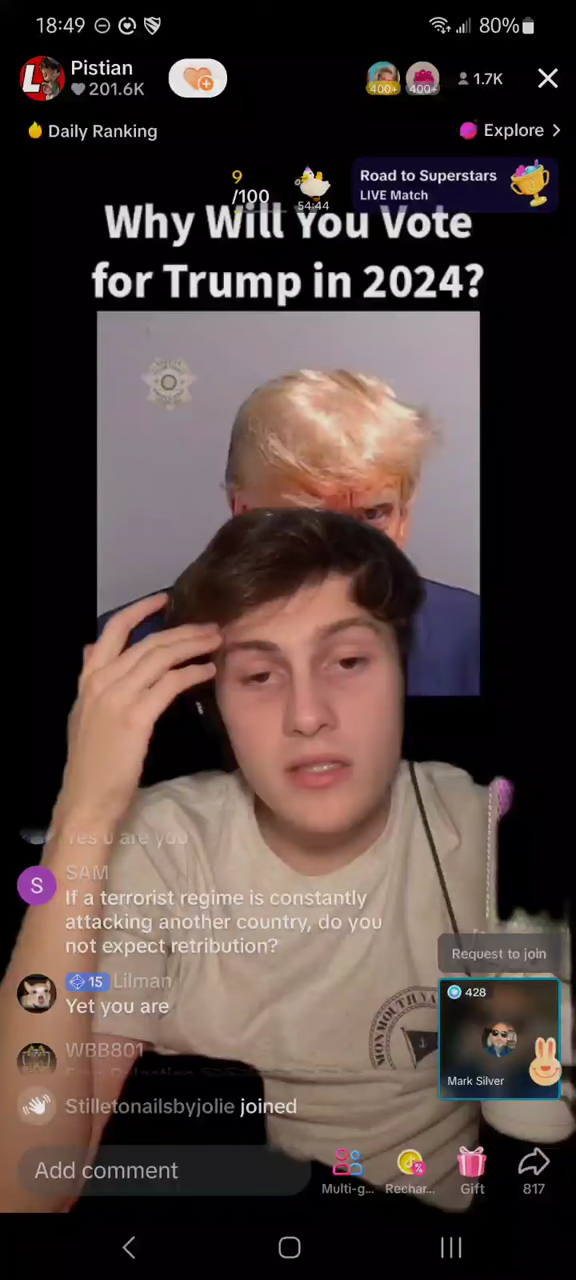 18:49
80%
Pistian
201.6K
400+
400+
1.7K
Daily Ranking
Explore >
9
/100
54:44
Road to Superstars
LIVE Match
Why Will You Vote
for Trump in 2024?
Yes u are you
SAM
S
If a terrorist regime is constantly
attacking another country, do you
not expect retribution?
15 Lilman
Yet you are
WBB801
Stilletonailsbyjolie joined
Request to join
428
Mark Silver
Add comment
Multi-g...
Rechar...
Gift
817